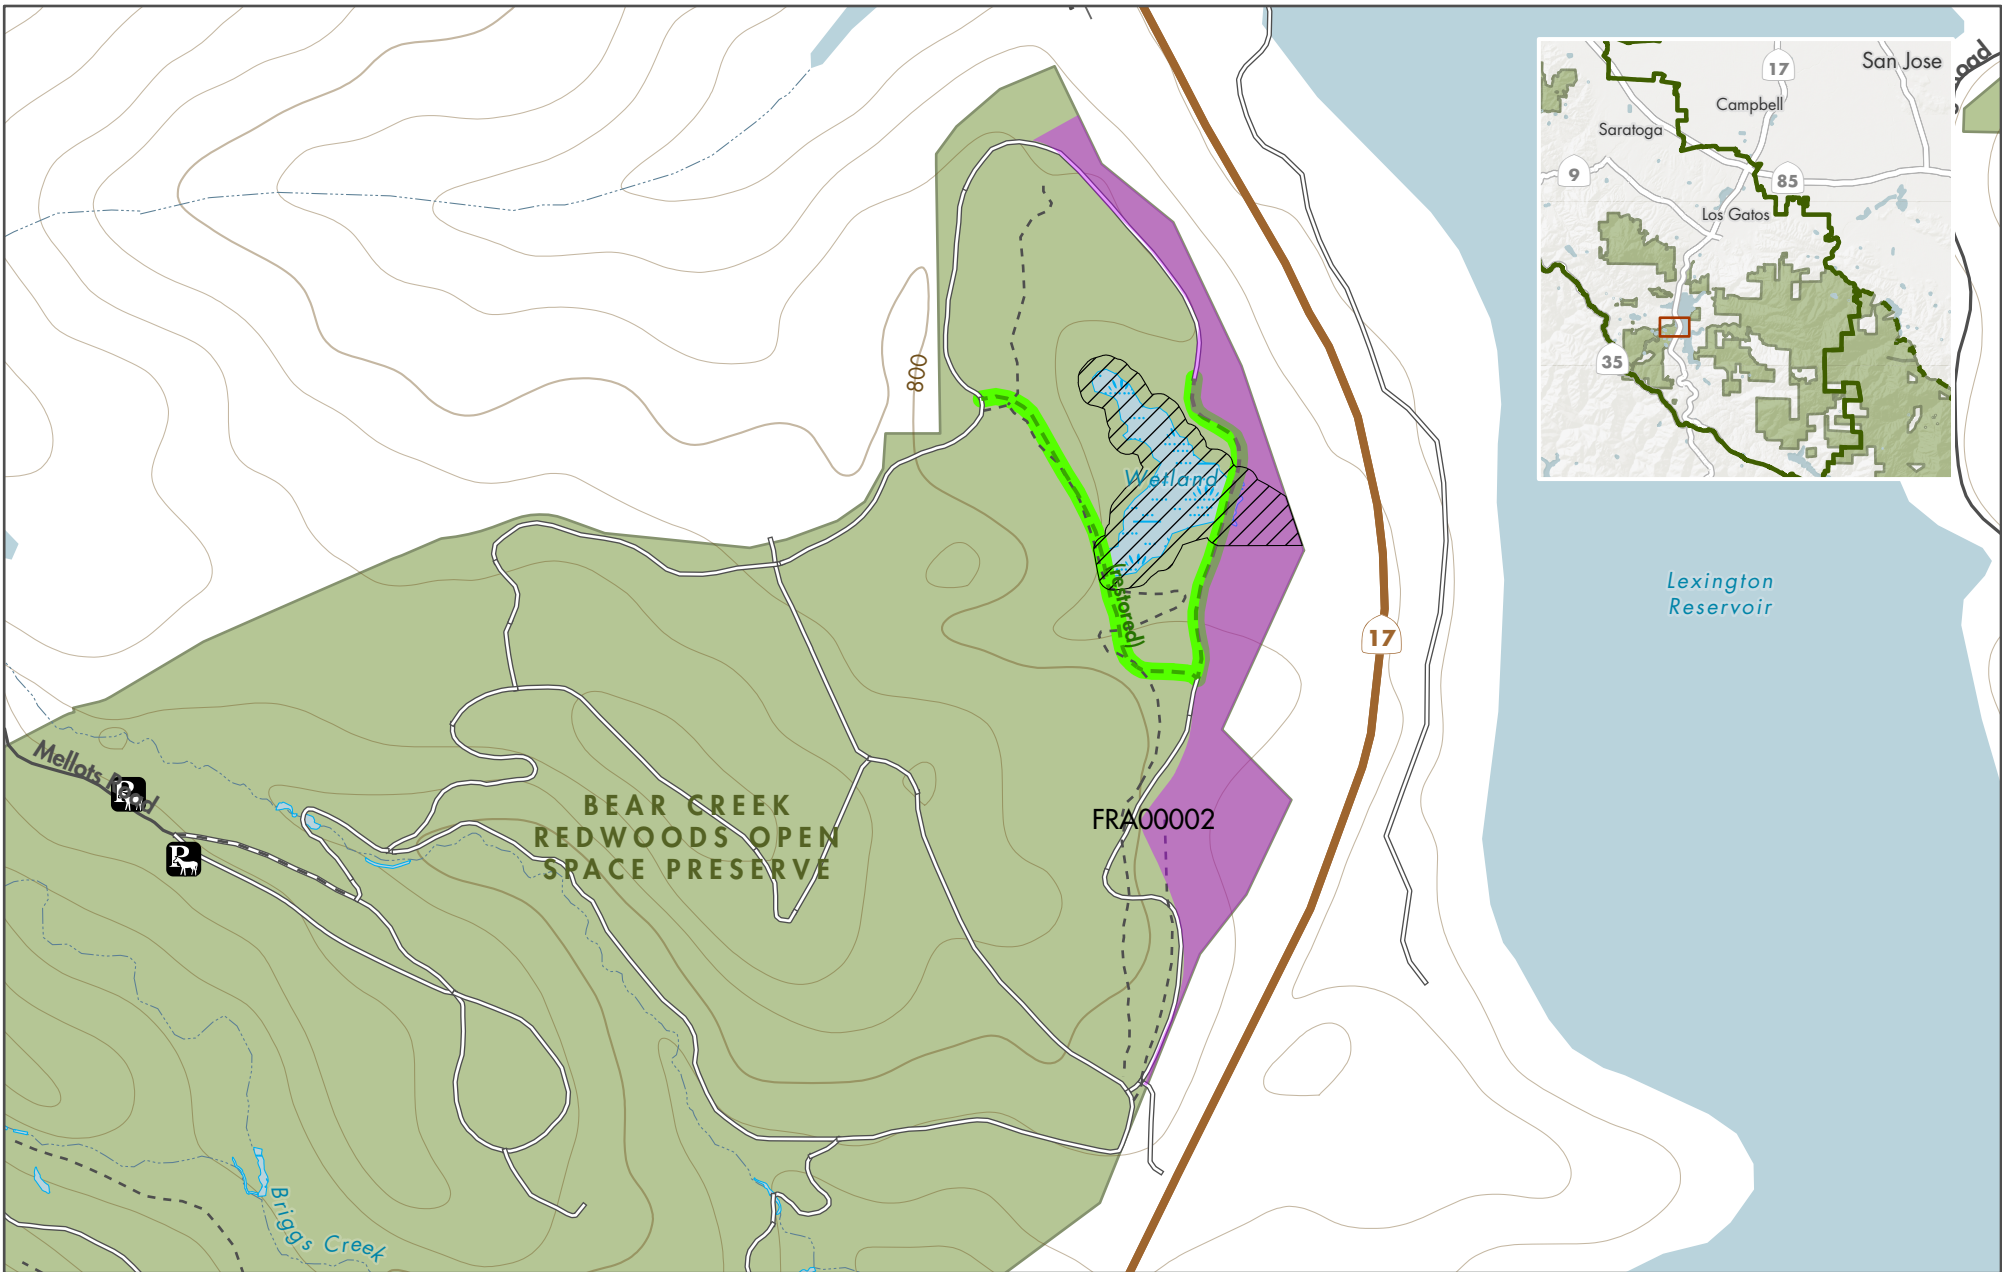 San Jose
17
Campbell
Saratoga
9
85
Los Gatos
35
800
Wetland
(restored)
Lexington
Reservoir
17
Mellots Road
P
P
BEAR CREEK
REDWOODS OPEN
SPACE PRESERVE
FRA00002
Briggs Creek